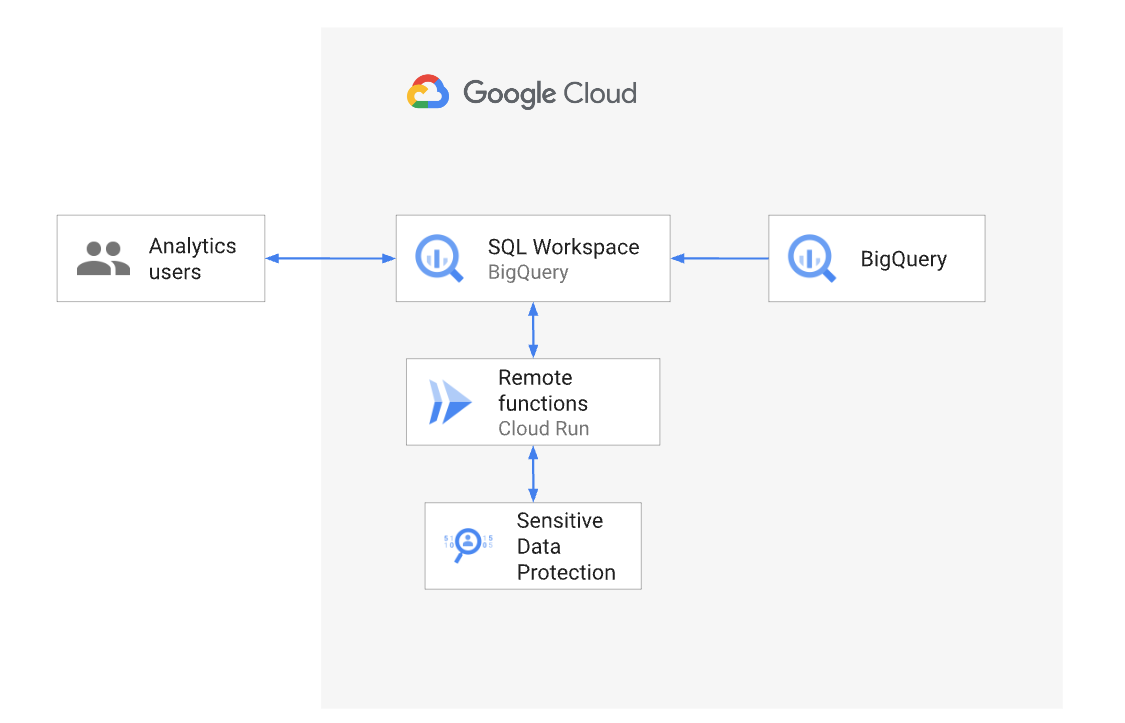 Google Cloud
Analytics
users
SQL Workspace
BigQuery
BigQuery
Remote
functions
Cloud Run
Sensitive
Data
Protection